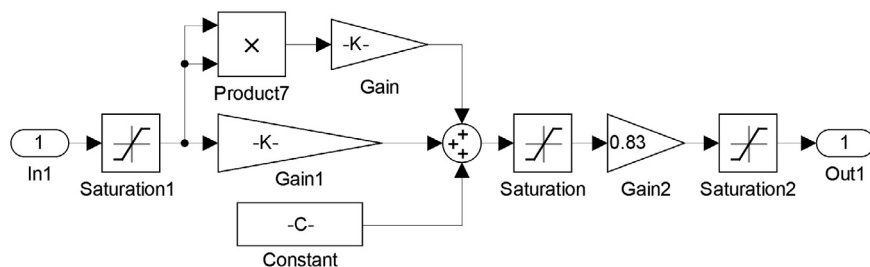 ×
-K-
Product7
Gain
1
-K-
+
+
+
0.83
1
In1
Saturation1
Gain1
Saturation
Gain2
Saturation2
Out1
-C-
Constant